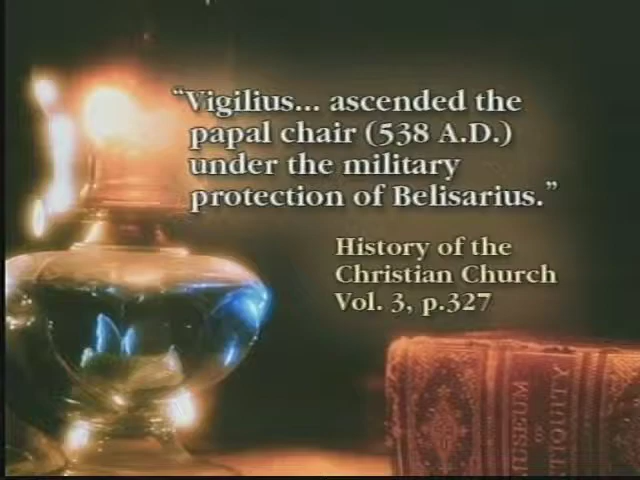 “Vigilius... ascended the
papal chair (538 A.D.)
under the military
protection of Belisarius.”
History of the
Christian Church
Vol. 3, p.327
MUSEUM
OF
ANTIQUITY